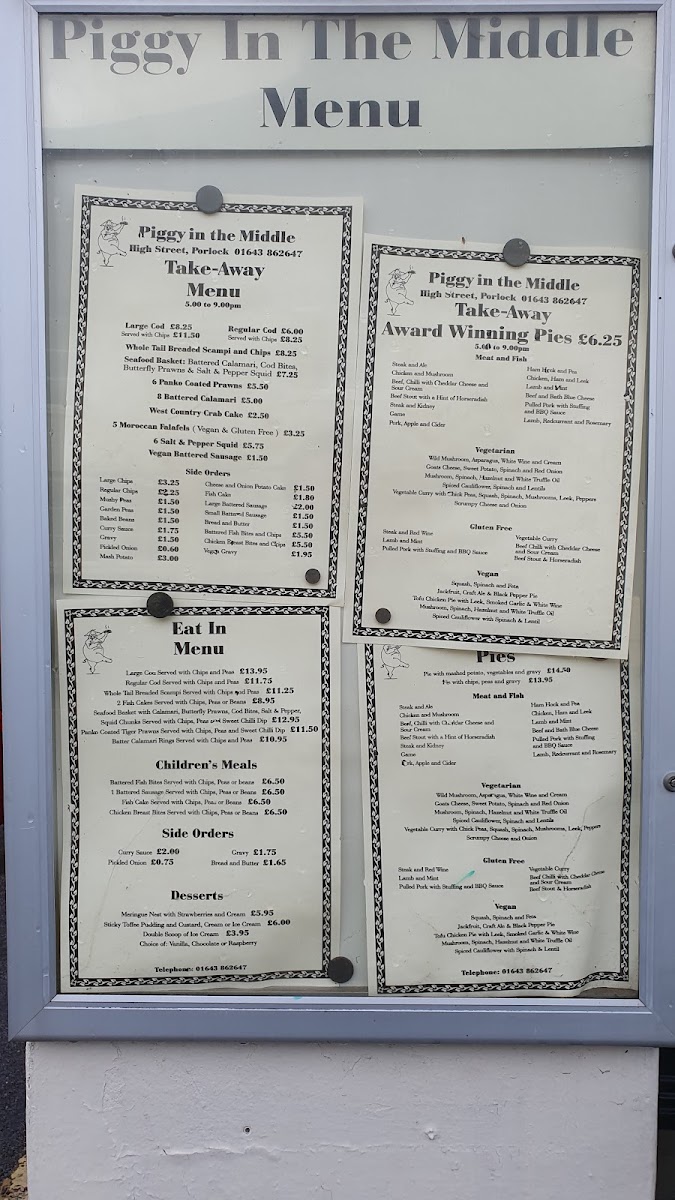 Piggy In The Middle
Menu
Piggy in the Middle
High Street, Porlock 01643 862647
Take-Away
Menu
5.00 to 9.00pm
Large Cod £8.25
Served with Chips £11.50
Regular Cod £6.00
Served with Chips £8.25
Whole Tail Breaded Scampi and Chips £8.25
Seafood Basket: Battered Calamari, Cod Bites,
Butterfly Prawns & Salt & Pepper Squid £7.25
6 Panko Coated Prawns £5.50
8 Battered Calamari £5.00
West Country Crab Cake £2.50
5 Moroccan Falafels ( Vegan & Gluten Free ) £3.25
6 Salt & Pepper Squid £5.75
Vegan Battered Sausage £1.50
Side Orders
Large Chips £3.25
Regular Chips £2.25
Mushy Peas £1.50
Garden Peas £1.50
Baked Beans £1.50
Curry Sauce £1.75
Gravy £1.50
Pickled Onion £0.60
Mash Potato £3.00
Cheese and Onion Potato Cake £1.50
Fish Cake £1.80
Large Battered Sausage £2.00
Small Battered Sausage £1.50
Bread and Butter £1.50
Battered Fish Bites and Chips £5.50
Chicken Breast Bites and Chips £5.50
Vegan Gravy £1.95
Piggy in the Middle
High Street, Porlock 01643 862647
Take-Away
Award Winning Pies £6.25
5.00 to 9.00pm
Meat and Fish
Steak and Ale
Chicken and Mushroom
Beef, Chilli with Cheddar Cheese and
Sour Cream
Beef Stout with a Hint of Horseradish
Steak and Kidney
Game
Pork, Apple and Cider
Ham Hock and Pea
Chicken, Ham and Leek
Lamb and Mint
Beef and Bath Blue Cheese
Pulled Pork with Stuffing
and BBQ Sauce
Lamb, Redcurrant and Rosemary
Vegetarian
Wild Mushroom, Asparagus, White Wine and Cream
Goats Cheese, Sweet Potato, Spinach and Red Onion
Mushroom, Spinach, Hazelnut and White Truffle Oil
Spiced Cauliflower, Spinach and Lentils
Vegetable Curry with Chick Peas, Squash, Spinach, Mushrooms, Leek, Peppers
Scrumpy Cheese and Onion
Gluten Free
Steak and Red Wine
Lamb and Mint
Pulled Pork with Stuffing and BBQ Sauce
Vegetable Curry
Beef Chilli with Cheddar Cheese
and Sour Cream
Beef Stout & Horseradish
Vegan
Squash, Spinach and Feta
Jackfruit, Craft Ale & Black Pepper Pie
Tofu Chicken Pie with Leek, Smoked Garlic & White Wine
Mushroom, Spinach, Hazelnut and White Truffle Oil
Spiced Cauliflower with Spinach & Lentil
Eat In
Menu
Large Cod Served with Chips and Peas £13.95
Regular Cod Served with Chips and Peas £11.75
Whole Tail Breaded Scampi Served with Chips and Peas £11.25
2 Fish Cakes Served with Chips, Peas or Beans £8.95
Seafood Basket with Calamari, Butterfly Prawns, Cod Bites, Salt & Pepper,
Squid Chunks Served with Chips, Peas and Sweet Chilli Dip £12.95
Panko Coated Tiger Prawns Served with Chips, Peas and Sweet Chilli Dip £11.50
Batter Calamari Rings Served with Chips and Peas £10.95
Children's Meals
Battered Fish Bites Served with Chips, Peas or Beans £6.50
1 Battered Sausage Served with Chips, Peas or Beans £6.50
Fish Cake Served with Chips, Peas or Beans £6.50
Chicken Breast Bites Served with Chips, Peas or Beans £6.50
Side Orders
Curry Sauce £2.00 Gravy £1.75
Pickled Onion £0.75 Bread and Butter £1.65
Desserts
Meringue Nest with Strawberries and Cream £5.95
Sticky Toffee Pudding and Custard, Cream or Ice Cream £6.00
Double Scoop of Ice Cream £3.95
Choice of: Vanilla, Chocolate or Raspberry
Telephone: 01643 862647
Pies
Pie with mashed potato, vegetables and gravy £14.50
Pie with chips, peas and gravy £13.95
Meat and Fish
Steak and Ale
Chicken and Mushroom
Beef, Chilli with Cheddar Cheese and
Sour Cream
Beef Stout with a Hint of Horseradish
Steak and Kidney
Game
Pork, Apple and Cider
Ham Hock and Pea
Chicken, Ham and Leek
Lamb and Mint
Beef and Bath Blue Cheese
Pulled Pork with Stuffing
and BBQ Sauce
Lamb, Redcurrant and Rosemary
Vegetarian
Wild Mushroom, Asparagus, White Wine and Cream
Goats Cheese, Sweet Potato, Spinach and Red Onion
Mushroom, Spinach, Hazelnut and White Truffle Oil
Spiced Cauliflower, Spinach and Lentils
Vegetable Curry with Chick Peas, Squash, Spinach, Mushrooms, Leek, Peppers
Scrumpy Cheese and Onion
Gluten Free
Steak and Red Wine
Lamb and Mint
Pulled Pork with Stuffing and BBQ Sauce
Vegetable Curry
Beef Chilli with Cheddar Cheese
and Sour Cream
Beef Stout & Horseradish
Vegan
Squash, Spinach and Feta
Jackfruit, Craft Ale & Black Pepper Pie
Tofu Chicken Pie with Leek, Smoked Garlic & White Wine
Mushroom, Spinach, Hazelnut and White Truffle Oil
Spiced Cauliflower with Spinach & Lentil
Telephone: 01643 862647